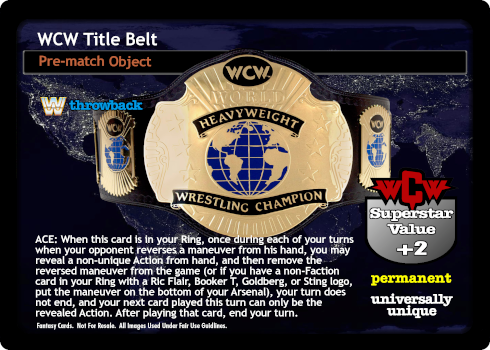 WCW Title Belt
Pre-match Object
throwback
WCW
WORLD
HEAVYWEIGHT
WRESTLING CHAMPION
WCW
WCW
WCW
Superstar
Value
+2
permanent
universally
unique
ACE: When this card is in your Ring, once during each of your turns
when your opponent reverses a maneuver from his hand, you may
reveal a non-unique Action from hand, and then remove the
reversed maneuver from the game (or if you have a non-Faction
card in your Ring with a Ric Flair, Booker T, Goldberg, or Sting logo,
put the maneuver on the bottom of your Arsenal), your turn does
not end, and your next card played this turn can only be the
revealed Action. After playing that card, end your turn.
Fantasy Cards. Not For Resale. All Images Used Under Fair Use Guidlines.